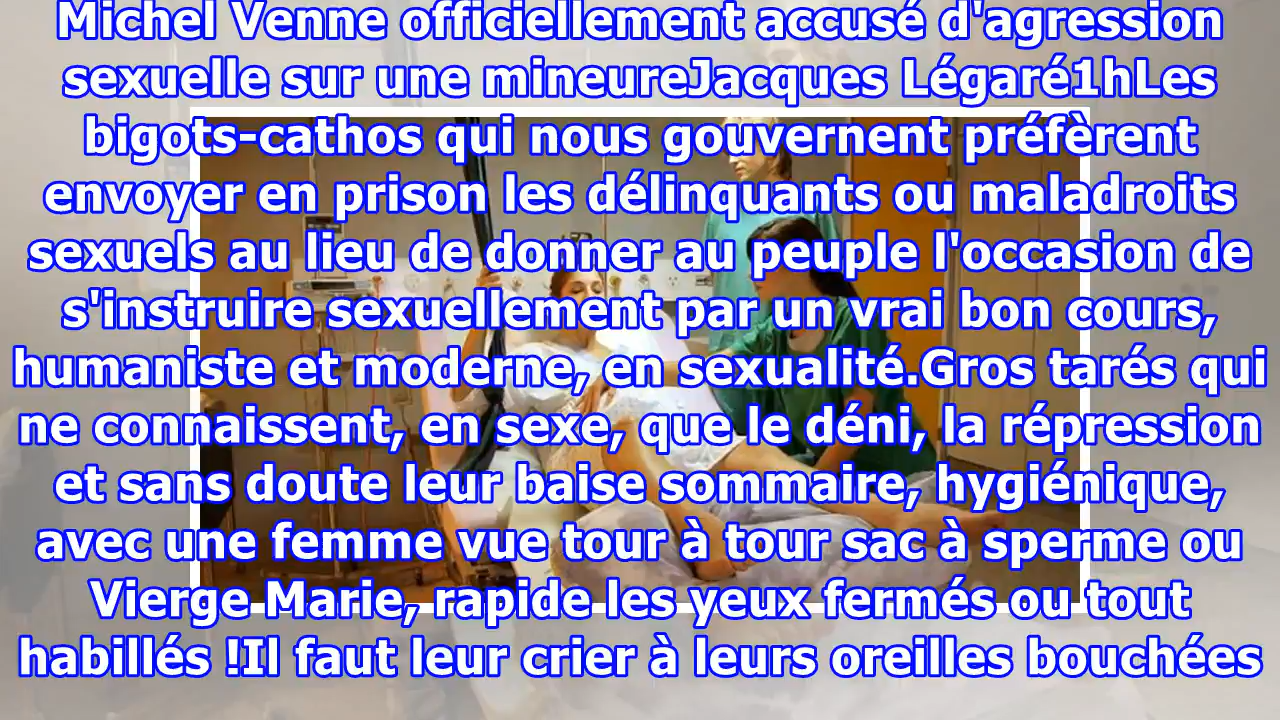 Michel Venne officiellement accusé d'agression
sexuelle sur une mineureJacques Légaré1hLes
bigots-cathos qui nous gouvernent préfèrent
envoyer en prison les délinquants ou maladroits
sexuels au lieu de donner au peuple l'occasion de
s'instruire sexuellement par un vrai bon cours,
humaniste et moderne, en sexualité.Gros tarés qui
ne connaissent, en sexe, que le déni, la répression
et sans doute leur baise sommaire, hygiénique,
avec une femme vue tour à tour sac à sperme ou
Vierge Marie, rapide les yeux fermés ou tout
habillés !Il faut leur crier à leurs oreilles bouchées